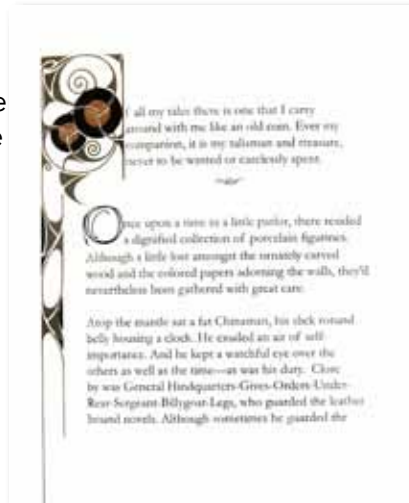 e
e
f all my tales there is one that I carry
around with me like an old coin. Ever my
companion, it is my talisman and treasure,
never to be wasted or carelessly spent.
Once upon a time in a little parlor, there resided
a dignified collection of porcelain figurines.
Although a little lost amongst the ornately carved
wood and the colored papers adorning the walls, they'd
nevertheless been gathered with great care.
Atop the mantle sat a fat Chinaman, his sleek rotund
belly housing a clock. He exuded an air of self-
importance. And he kept a watchful eye over the
others as well as the time—as was his duty. Close
by was General Hindquarters-Gives-Orders-Under-
Rear-Sergeant-Billygoat-Legs, who guarded the leather
bound novels. Although sometimes he guarded the